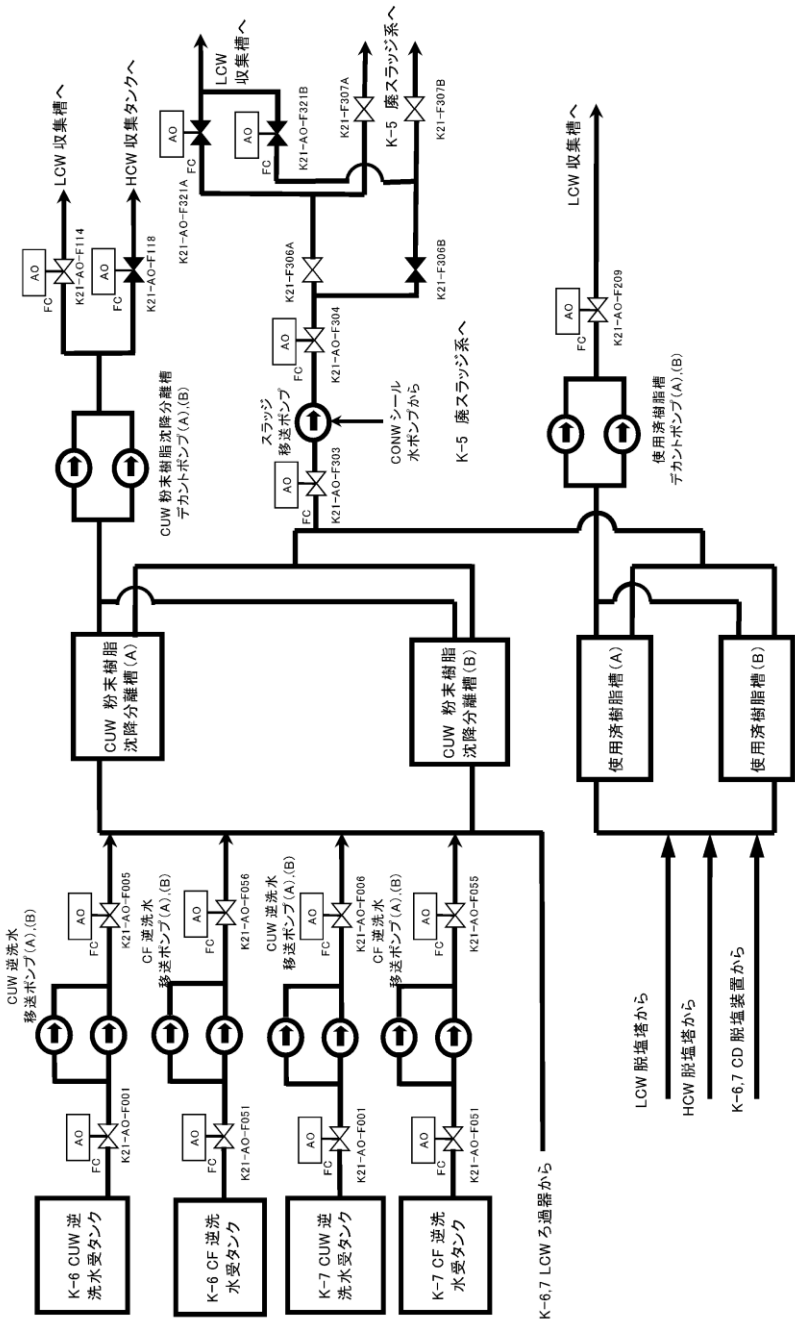 K-6 CUW 逆
洗水受タンク
AO
FC
K21-AO-F001
CUW 逆洗水
移送ポンプ(A),(B)
AO
FC
K21-AO-F005
K-6 CF 逆洗
水受タンク
AO
FC
K21-AO-F051
CF 逆洗水
移送ポンプ(A),(B)
AO
FC
K21-AO-F056
K-7 CUW 逆
洗水受タンク
AO
FC
K21-AO-F001
CUW 逆洗水
移送ポンプ(A),(B)
AO
FC
K21-AO-F006
K-7 CF 逆洗
水受タンク
AO
FC
K21-AO-F051
CF 逆洗水
移送ポンプ(A),(B)
AO
FC
K21-AO-F055
K-6,7 LCW ろ過器から
CUW 粉末樹脂
沈降分離槽(A)
CUW 粉末樹脂
沈降分離槽(B)
CUW 粉末樹脂沈降分離槽
デカントポンプ(A),(B)
AO
FC
K21-AO-F114
LCW 収集槽へ
AO
FC
K21-AO-F118
HCW 収集タンクへ
AO
FC
K21-AO-F303
スラッジ
移送ポンプ
CONW シール
水ポンプから
AO
FC
K21-AO-F304
K21-F306A
K21-F306B
AO
FC
K21-AO-F321A
AO
FC
K21-AO-F321B
LCW
収集槽へ
K21-F307A
K-5 廃スラッジ系へ
K21-F307B
K-5 廃スラッジ系へ
LCW 脱塩塔から
HCW 脱塩塔から
K-6,7 CD 脱塩装置から
使用済樹脂槽(A)
使用済樹脂槽(B)
使用済樹脂槽
デカントポンプ(A),(B)
AO
FC
K21-AO-F209
LCW 収集槽へ